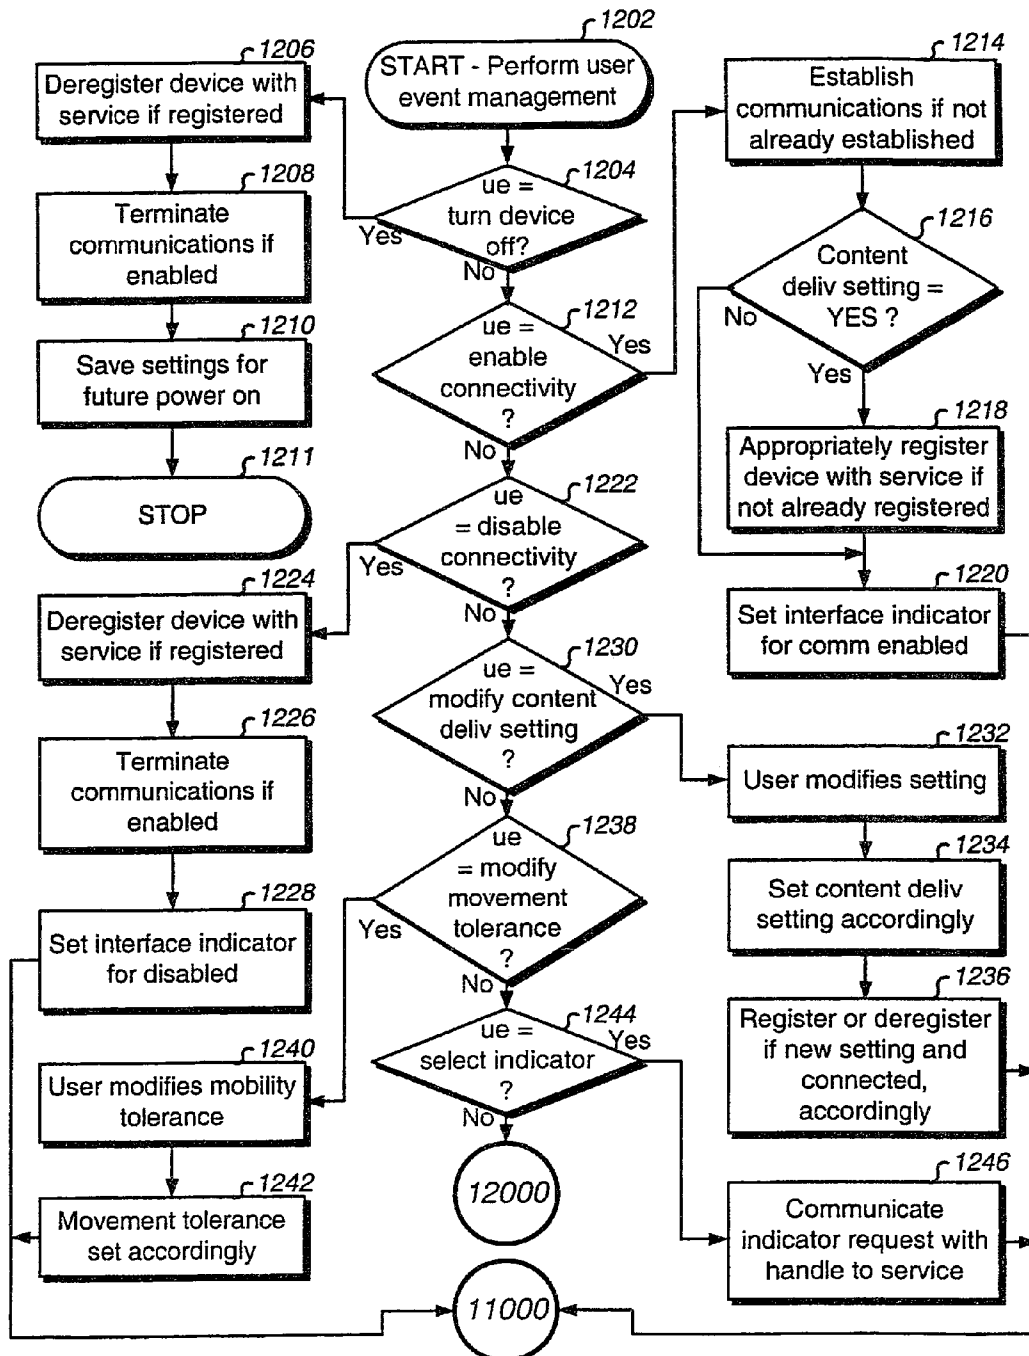 1202
START - Perform user
event management
1206
Deregister device with
service if registered
1208
Terminate
communications if
enabled
1210
Save settings for
future power on
1211
STOP
1204
ue =
turn device
off?
Yes
No
1212
ue =
enable
connectivity
?
Yes
No
1214
Establish
communications if not
already established
1216
Content
deliv setting =
YES ?
No
Yes
1218
Appropriately register
device with service if
not already registered
1220
Set interface indicator
for comm enabled
1222
ue
= disable
connectivity
?
Yes
No
1224
Deregister device with
service if registered
1226
Terminate
communications if
enabled
1228
Set interface indicator
for disabled
1230
ue =
modify content
deliv setting
?
Yes
No
1232
User modifies setting
1234
Set content deliv
setting accordingly
1236
Register or deregister
if new setting and
connected,
accordingly
1238
ue
= modify
movement
tolerance
?
Yes
No
1240
User modifies mobility
tolerance
1242
Movement tolerance
set accordingly
1244
ue =
select indicator
?
Yes
No
1246
Communicate
indicator request with
handle to service
12000
11000